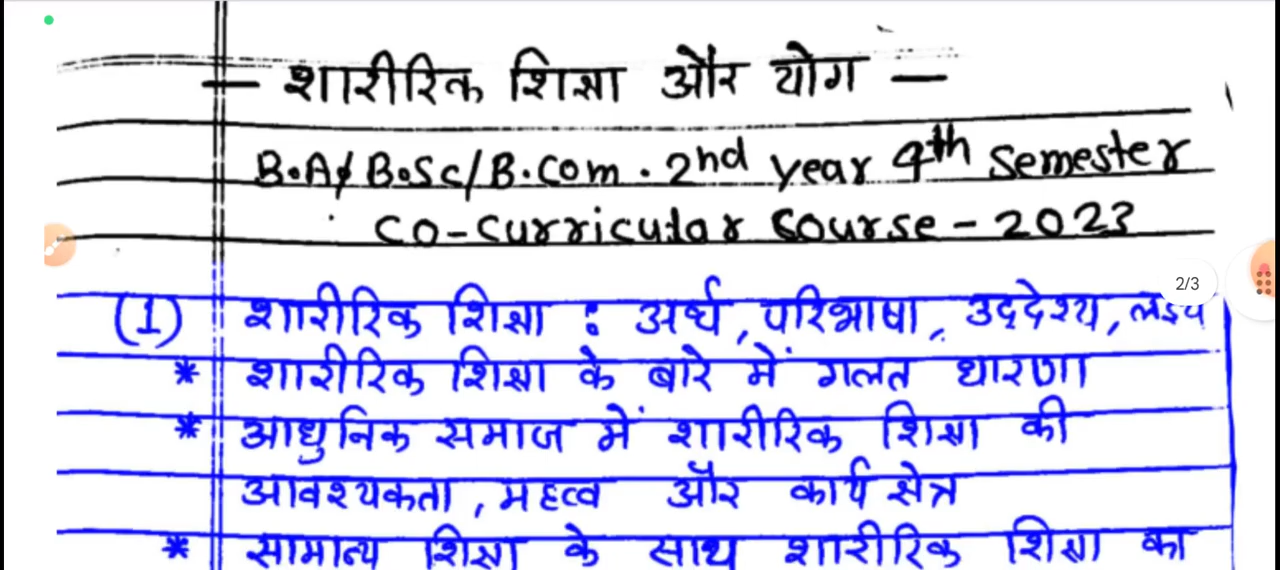 — शारीरिक शिक्षा और योग —
B.A/B.Sc/B.Com. 2nd year 4th Semester
Co-curricular Course - 2023
2/3
(1) शारीरिक शिक्षा : अर्थ, परिभाषा, उद्देश्य, लक्ष्य
* शारीरिक शिक्षा के बारे में गलत धारणा
* आधुनिक समाज में शारीरिक शिक्षा की
आवश्यकता, महत्व और कार्य क्षेत्र
* सामान्य शिक्षा के साथ शारीरिक शिक्षा का